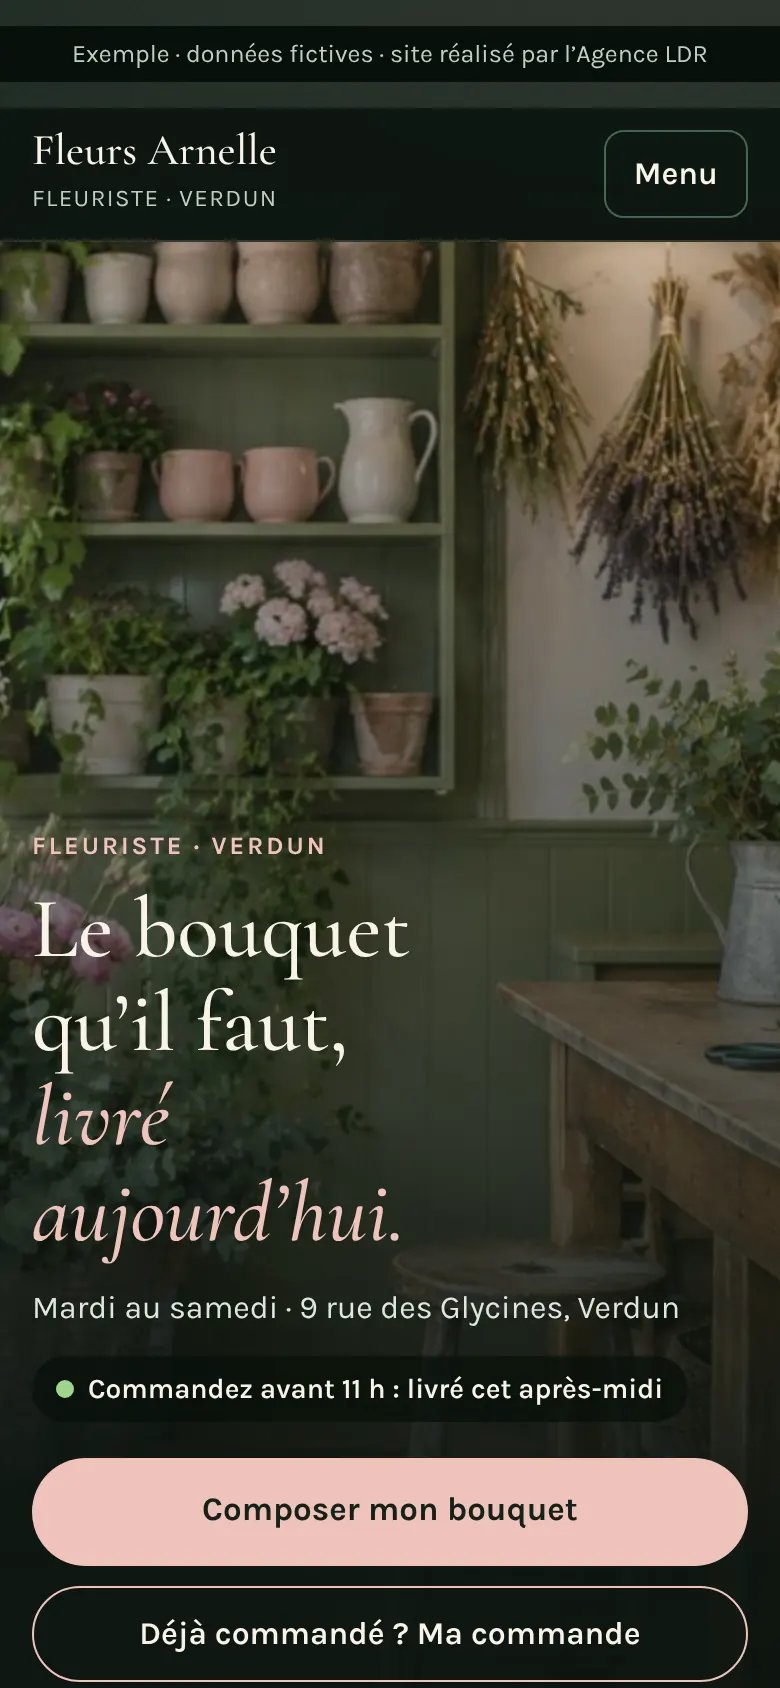 Exemple · données fictives · site réalisé par l’Agence LDR
Fleurs Arnelle
FLEURISTE · VERDUN
Menu
FLEURISTE · VERDUN
Le bouquet
qu’il faut,
livré
aujourd’hui.
Mardi au samedi · 9 rue des Glycines, Verdun
Commandez avant 11 h : livré cet après-midi
Composer mon bouquet
Déjà commandé ? Ma commande